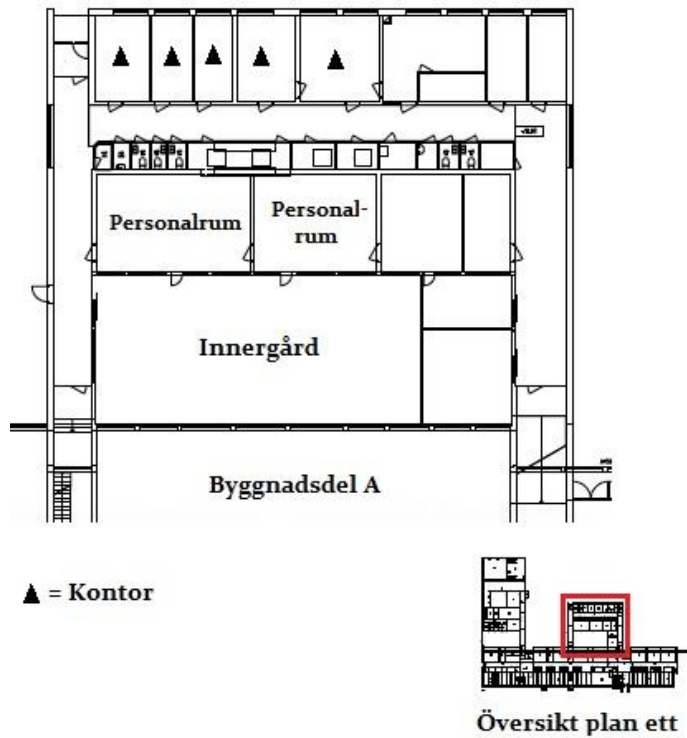 Personalrum
Personal-
rum
Innergård
Byggnadsdel A
▲ = Kontor
Översikt plan ett